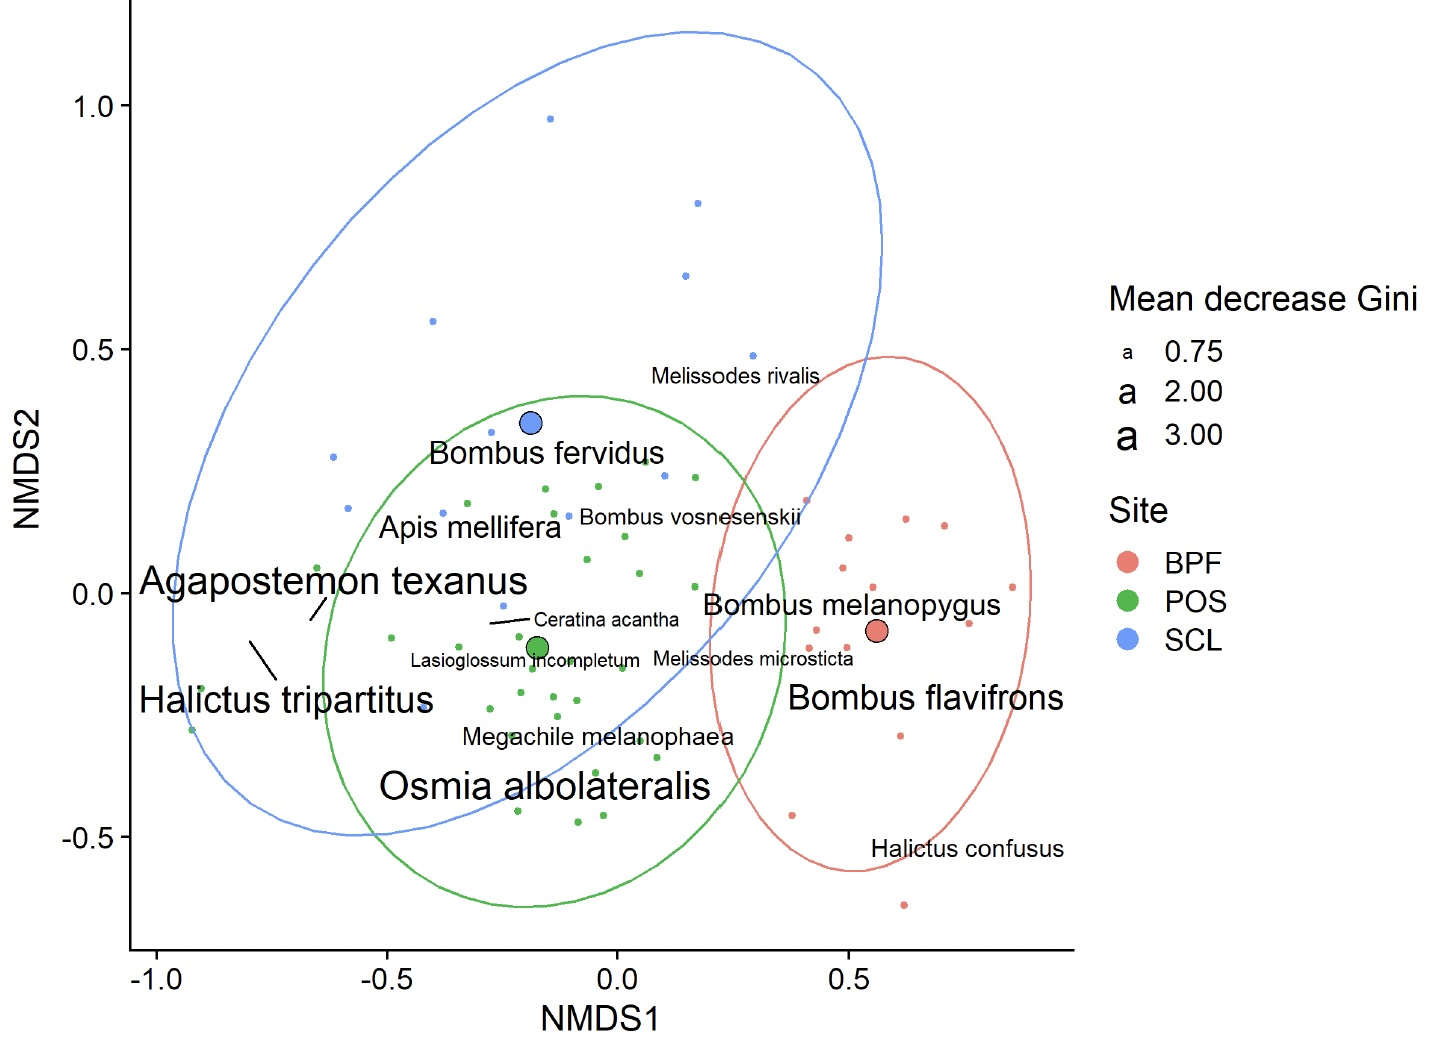 1.0
0.5
0.0
-0.5
NMDS2
Melissodes rivalis
Bombus fervidus
Apis mellifera
Bombus vosnesenskii
Agapostemon texanus
Bombus melanopygus
Ceratina acantha
Lasioglossum incompletum
Melissodes microsticta
Halictus tripartitus
Bombus flavifrons
Megachile melanophaea
Osmia albolateralis
Halictus confusus
-1.0
-0.5
0.0
0.5
NMDS1
Mean decrease Gini
a 0.75
a 2.00
a 3.00
Site
BPF
POS
SCL